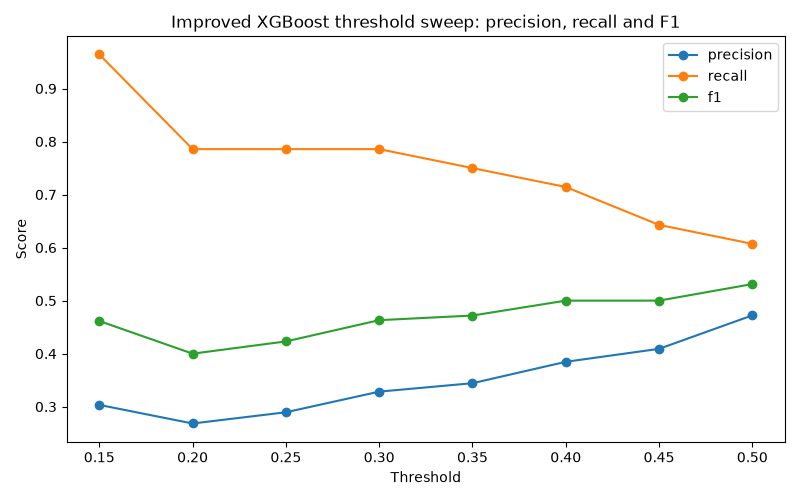 Improved XGBoost threshold sweep: precision, recall and F1
precision
recall
f1
Score
0.9
0.8
0.7
0.6
0.5
0.4
0.3
0.15 0.20 0.25 0.30 0.35 0.40 0.45 0.50
Threshold